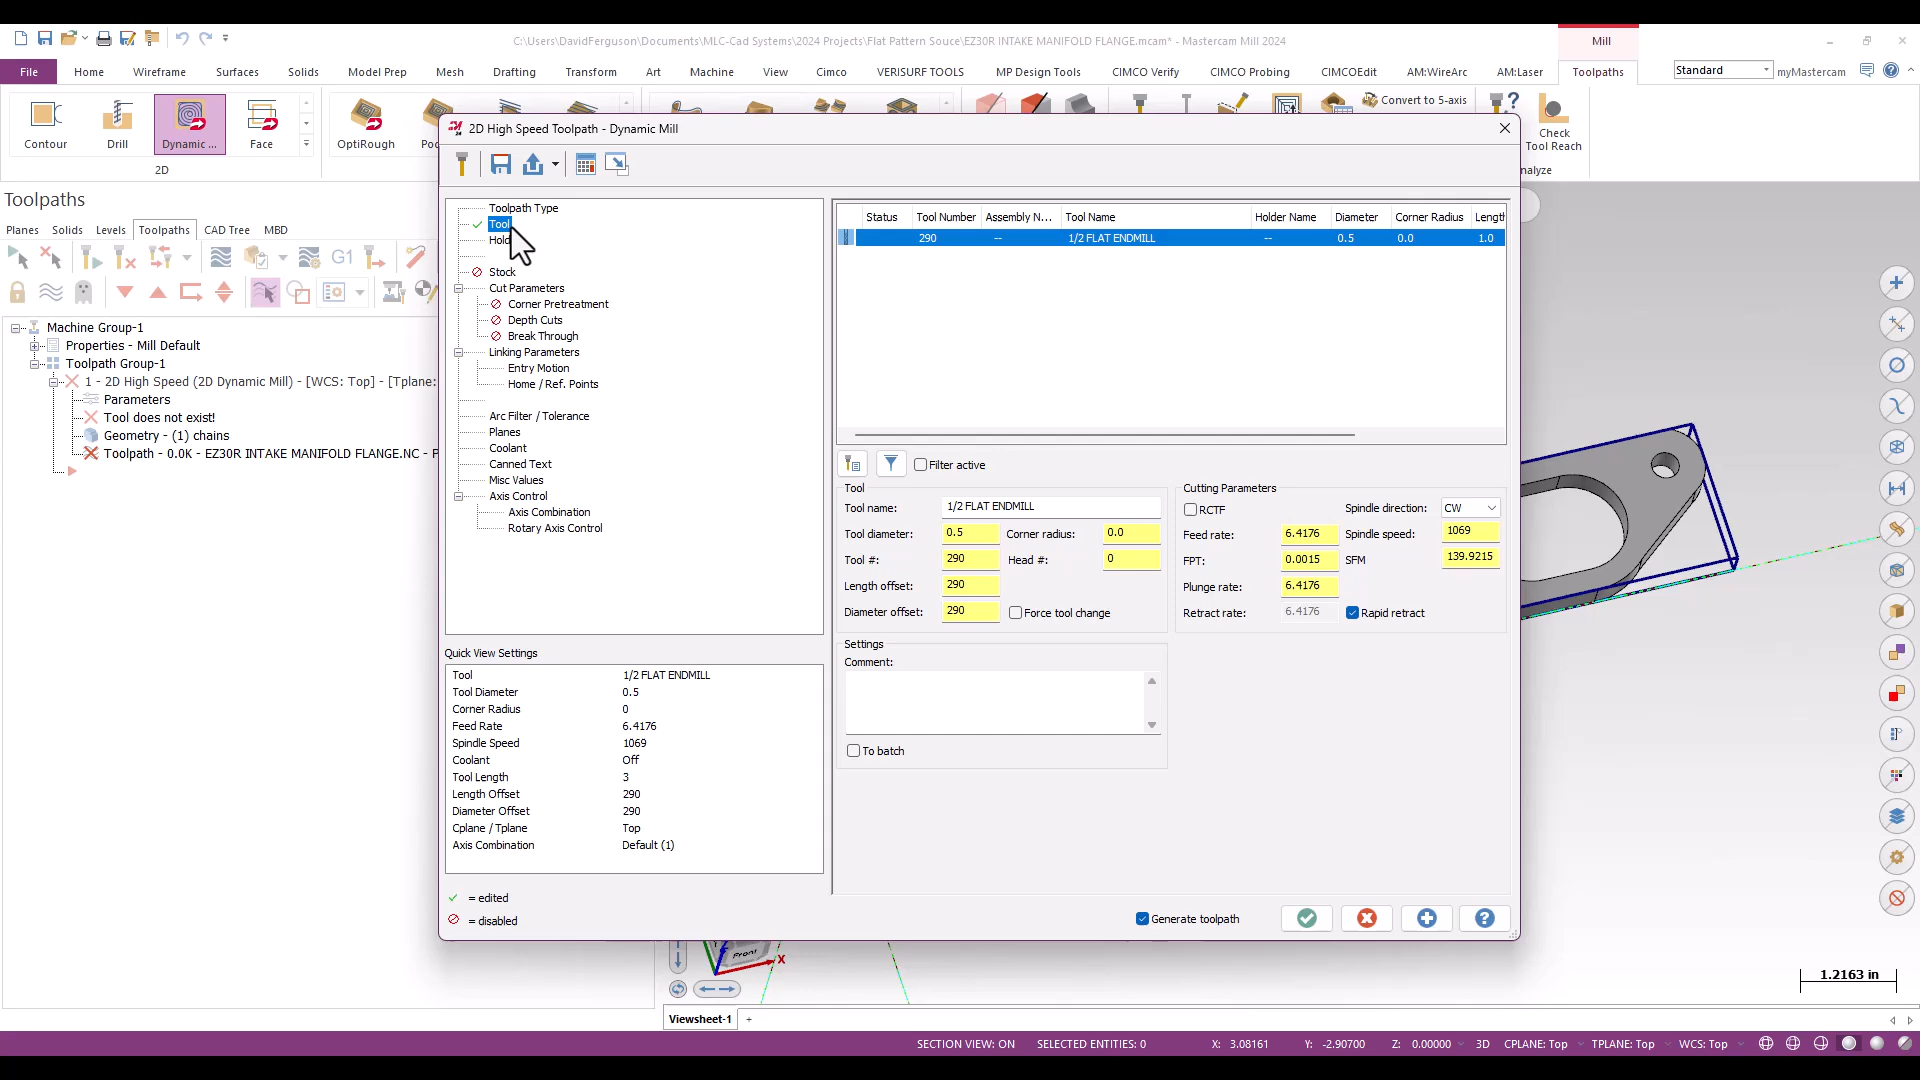 C:\Users\DavidFerguson\Documents\MLC-Cad Systems\2024 Projects\Flat Pattern Souce\EZ30R INTAKE MANIFOLD FLANGE.mcam* - Mastercam Mill 2024
Mill
File Home Wireframe Surfaces Solids Model Prep Mesh Drafting Transform Art Machine View Cimco VERISURF TOOLS MP Design Tools CIMCO Verify CIMCO Probing CIMCOEdit AM:WireArc AM:Laser Toolpaths Standard myMastercam
Contour Drill Dynamic ... Face OptiRough
Convert to 5-axis
Check
Tool Reach
2D
Toolpaths
Planes Solids Levels Toolpaths CAD Tree MBD
G1
Machine Group-1
Properties - Mill Default
Toolpath Group-1
1 - 2D High Speed (2D Dynamic Mill) - [WCS: Top] - [Tplane:
Parameters
Tool does not exist!
Geometry - (1) chains
Toolpath - 0.0K - EZ30R INTAKE MANIFOLD FLANGE.NC - P
2D High Speed Toolpath - Dynamic Mill
Toolpath Type
Tool
Hold
Stock
Cut Parameters
Corner Pretreatment
Depth Cuts
Break Through
Linking Parameters
Entry Motion
Home / Ref. Points
Arc Filter / Tolerance
Planes
Coolant
Canned Text
Misc Values
Axis Control
Axis Combination
Rotary Axis Control
Quick View Settings
Tool 1/2 FLAT ENDMILL
Tool Diameter 0.5
Corner Radius 0
Feed Rate 6.4176
Spindle Speed 1069
Coolant Off
Tool Length 3
Length Offset 290
Diameter Offset 290
Cplane / Tplane Top
Axis Combination Default (1)
= edited
= disabled
Status Tool Number Assembly N... Tool Name Holder Name Diameter Corner Radius Length
290 -- 1/2 FLAT ENDMILL -- 0.5 0.0 1.0
Filter active
Tool
Tool name: 1/2 FLAT ENDMILL
Tool diameter: 0.5 Corner radius: 0.0
Tool #: 290 Head #: 0
Length offset: 290
Diameter offset: 290 Force tool change
Cutting Parameters
RCTF Spindle direction: CW
Feed rate: 6.4176 Spindle speed: 1069
FPT: 0.0015 SFM 139.9215
Plunge rate: 6.4176
Retract rate: 6.4176 Rapid retract
Settings
Comment:
To batch
Generate toolpath
Front
X
1.2163 in
Viewsheet-1 +
SECTION VIEW: ON SELECTED ENTITIES: 0 X: 3.08161 Y: -2.90700 Z: 0.00000 3D CPLANE: Top TPLANE: Top WCS: Top